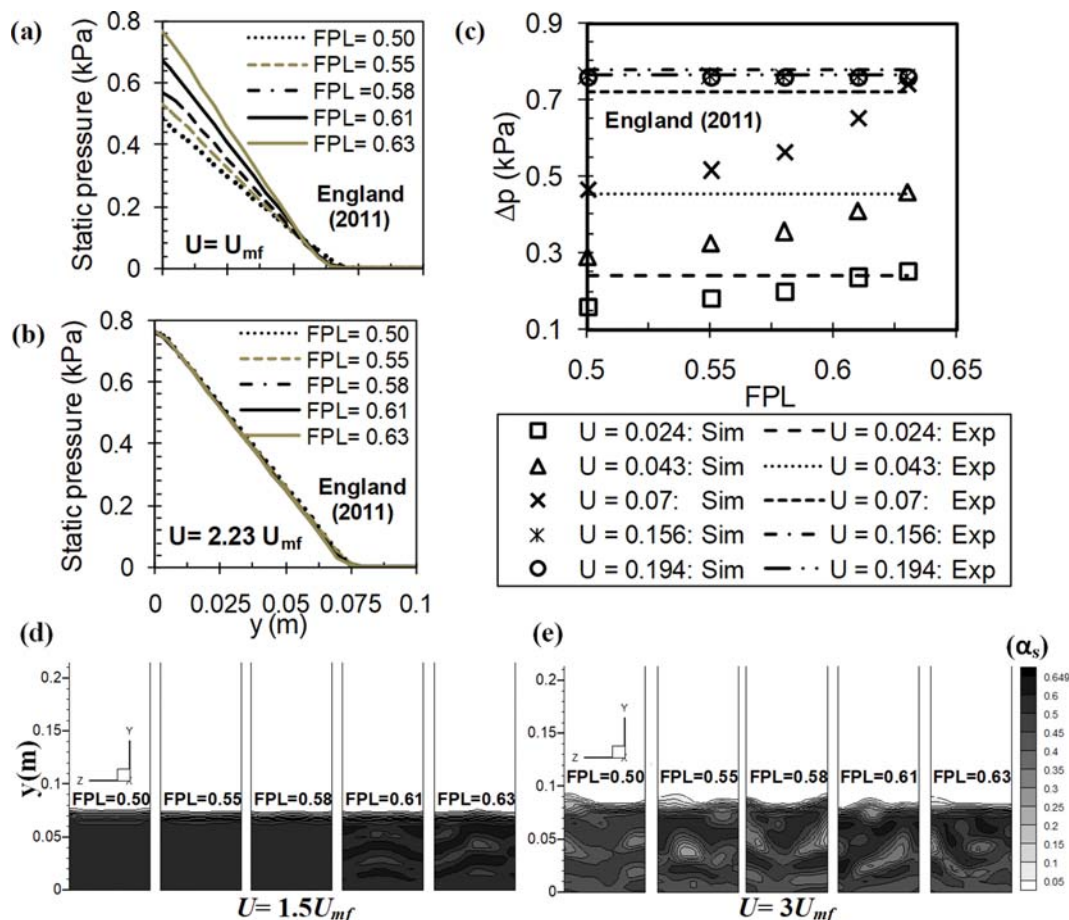 (a)
Static pressure (kPa)
0.8
0.6
0.4
0.2
0
FPL= 0.50
FPL= 0.55
FPL= 0.58
FPL= 0.61
FPL= 0.63
England
(2011)
U= Umf
(b)
Static pressure (kPa)
0.8
0.6
0.4
0.2
0
FPL= 0.50
FPL= 0.55
FPL= 0.58
FPL= 0.61
FPL= 0.63
England
(2011)
U= 2.23 Umf
0 0.025 0.05 0.075 0.1
y (m)
(c)
Δp (kPa)
0.9
0.7
0.5
0.3
0.1
England (2011)
0.5 0.55 0.6 0.65
FPL
U = 0.024: Sim U = 0.024: Exp
U = 0.043: Sim U = 0.043: Exp
U = 0.07: Sim U = 0.07: Exp
U = 0.156: Sim U = 0.156: Exp
U = 0.194: Sim U = 0.194: Exp
(d)
y(m)
0.2
0.15
0.1
0.05
0
Y
Z X
FPL=0.50 FPL=0.55 FPL=0.58 FPL=0.61 FPL=0.63
U= 1.5Umf
(e)
0.2
0.15
0.1
0.05
0
Y
Z X
FPL=0.50 FPL=0.55 FPL=0.58 FPL=0.61 FPL=0.63
U= 3Umf
(αs)
0.649
0.6
0.5
0.45
0.4
0.35
0.3
0.25
0.2
0.15
0.1
0.05